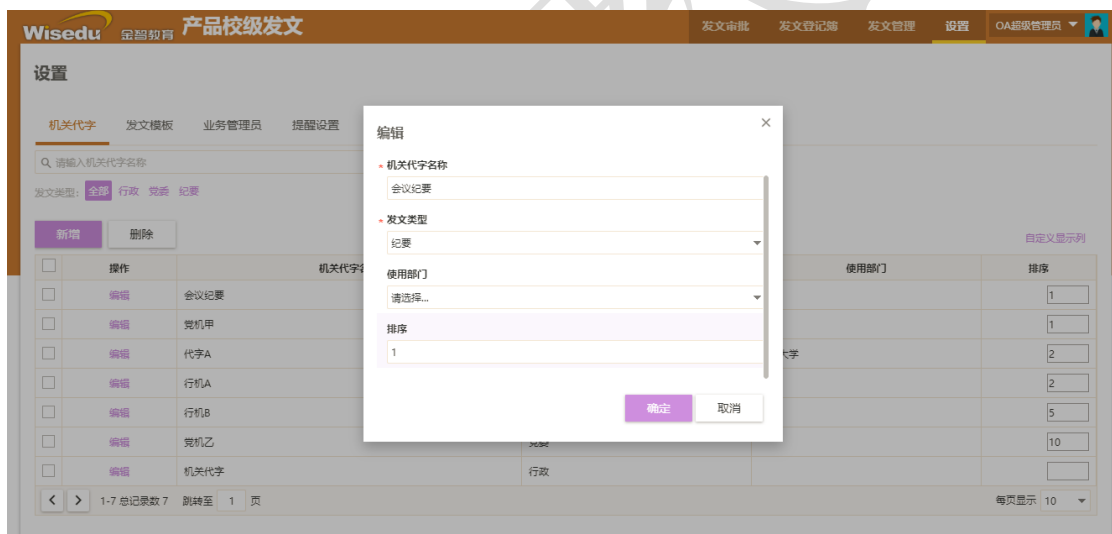 Wisedu 金智教育 产品校级发文 发文审批 发文登记簿 发文管理 设置 OA超级管理员
设置
机关代字 发文模板 业务管理员 提醒设置
请输入机关代字名称
发文类型: 全部 行政 党委 纪要
新增 删除 自定义显示列
操作 机关代字 使用部门 排序
编辑 会议纪要 1
编辑 党机甲 1
编辑 代字A 大学 2
编辑 行机A 2
编辑 行机B 5
编辑 党机乙 党委 10
编辑 机关代字 行政
1-7 总记录数 7 跳转至 1 页 每页显示 10
编辑 ×
* 机关代字名称
会议纪要
* 发文类型
纪要
使用部门
请选择...
排序
1
确定 取消